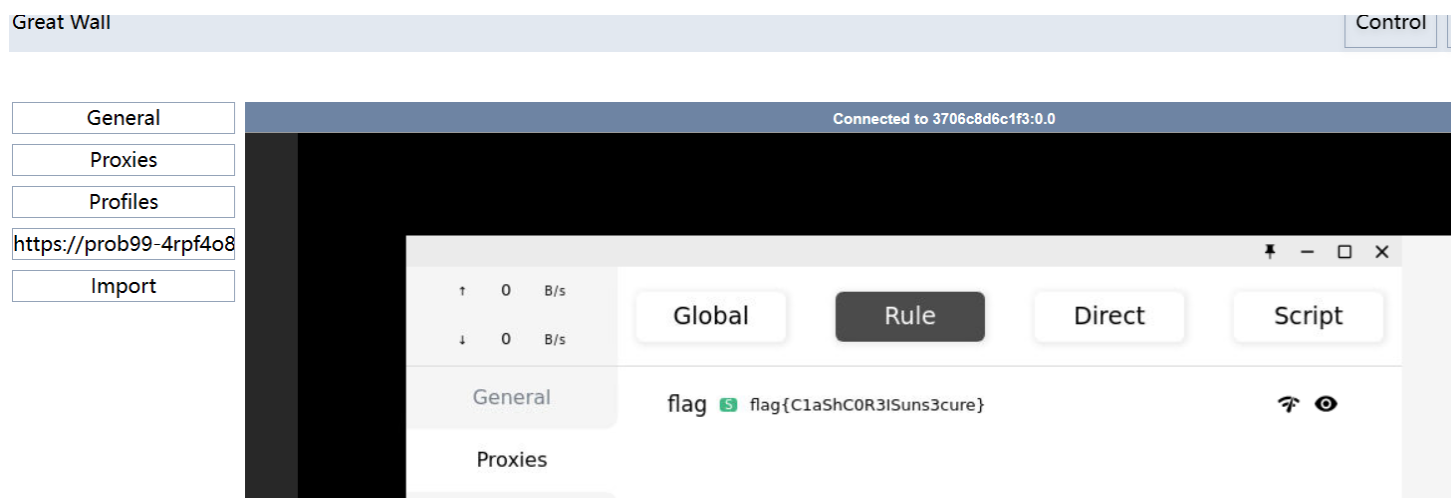 Great Wall
Control
General
Proxies
Profiles
https://prob99-4rpf4o8
Import
Connected to 3706c8d6c1f3:0.0
↑ 0 B/s
↓ 0 B/s
Global Rule Direct Script
General
Proxies
flag S flag{C1aShC0R3ISuns3cure}